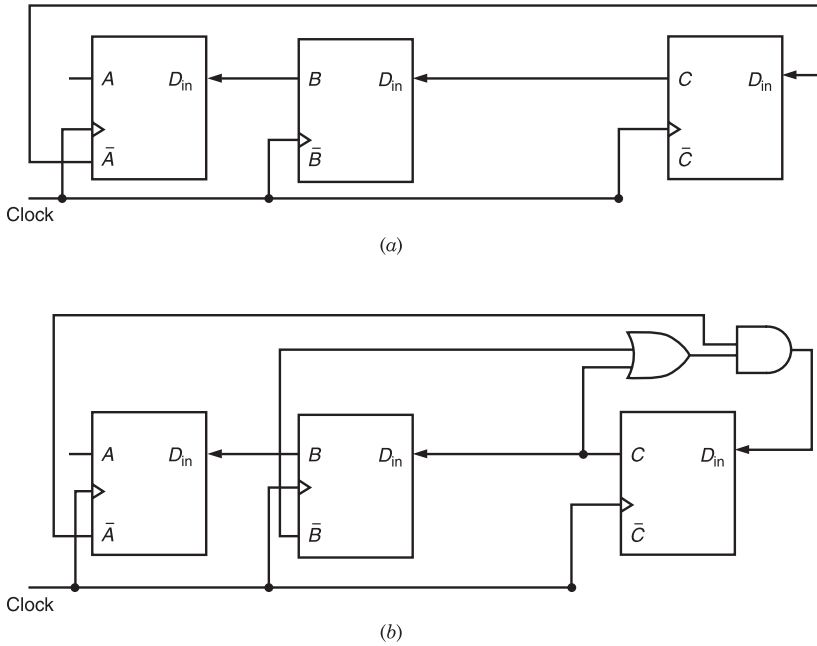 A D_in B D_in C D_in
Ā B̄ C̄
Clock
(a)
A D_in B D_in C D_in
Ā B̄ C̄
Clock
(b)